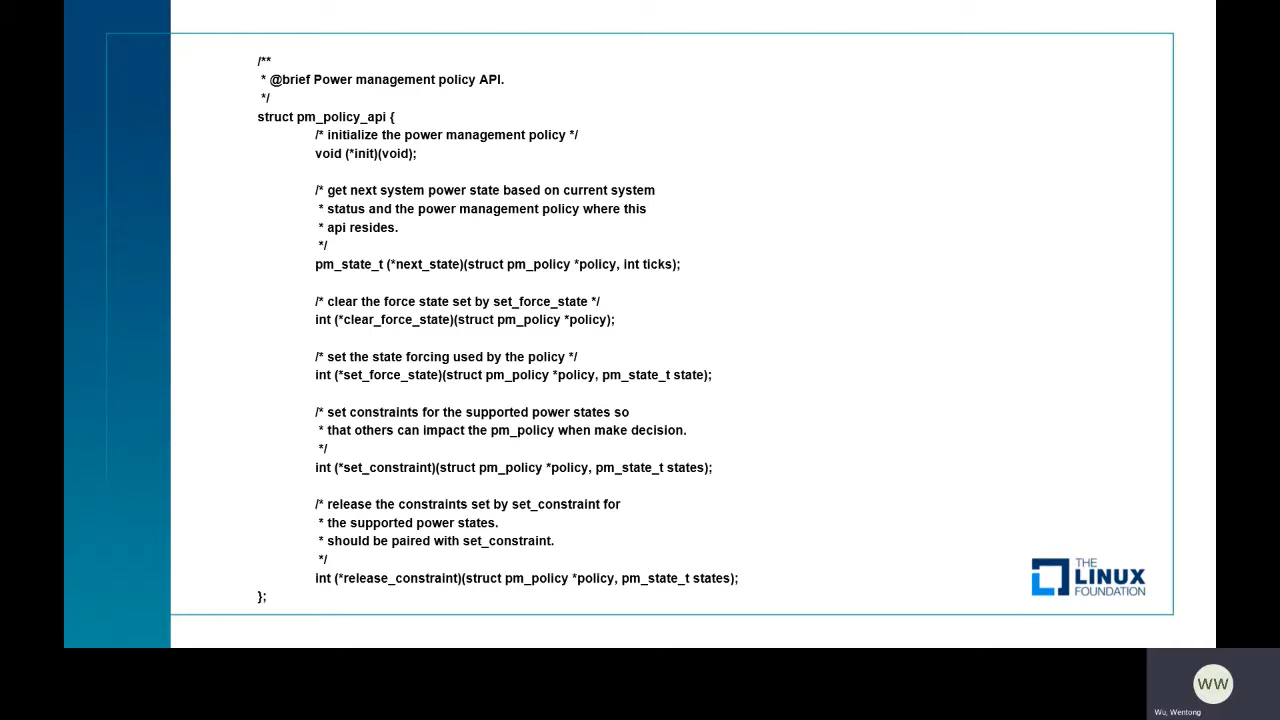 /**
* @brief Power management policy API.
*/
struct pm_policy_api {
/* initialize the power management policy */
void (*init)(void);
/* get next system power state based on current system
* status and the power management policy where this
* api resides.
*/
pm_state_t (*next_state)(struct pm_policy *policy, int ticks);
/* clear the force state set by set_force_state */
int (*clear_force_state)(struct pm_policy *policy);
/* set the state forcing used by the policy */
int (*set_force_state)(struct pm_policy *policy, pm_state_t state);
/* set constraints for the supported power states so
* that others can impact the pm_policy when make decision.
*/
int (*set_constraint)(struct pm_policy *policy, pm_state_t states);
/* release the constraints set by set_constraint for
* the supported power states.
* should be paired with set_constraint.
*/
int (*release_constraint)(struct pm_policy *policy, pm_state_t states);
};
THE
LINUX
FOUNDATION
WW
Wu, Wentong